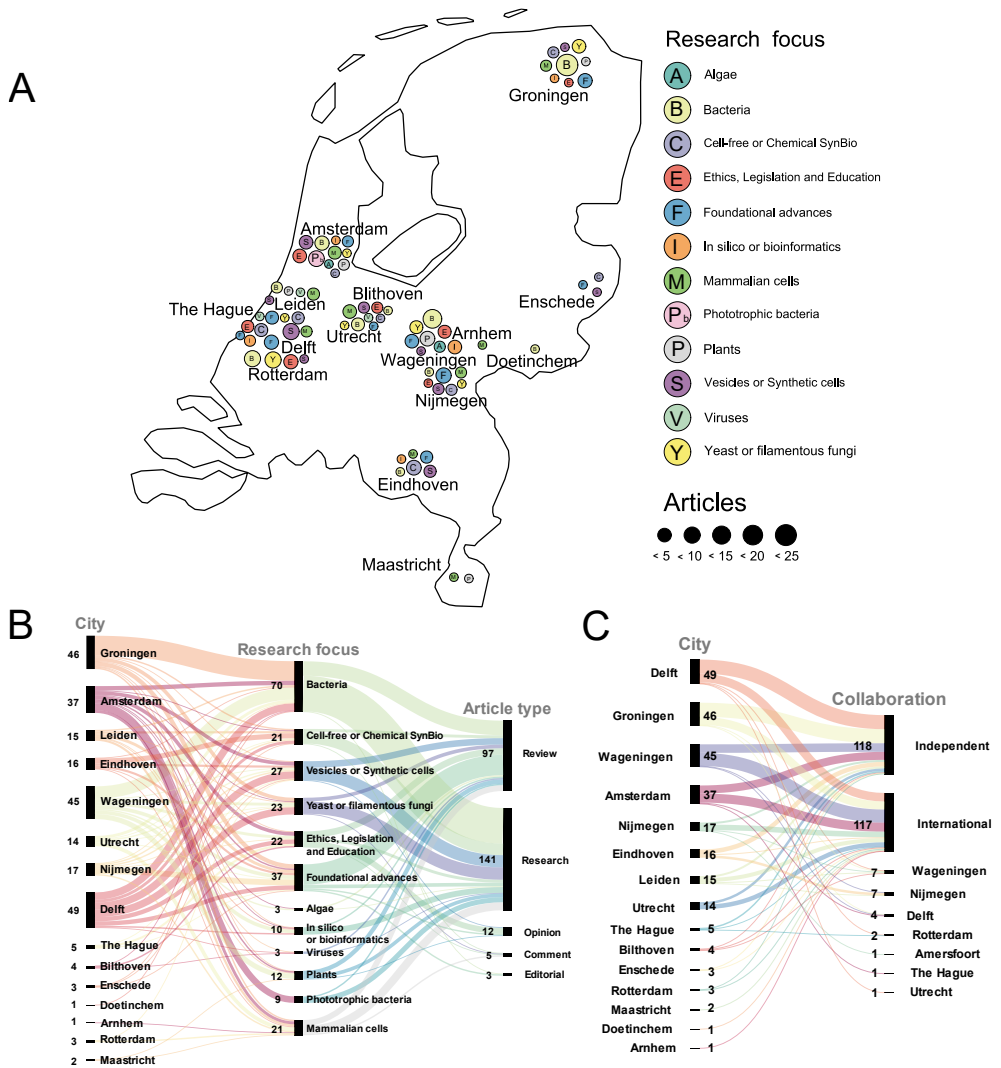 A
Groningen
C
A
Y
M
B
P
I
E
F
Amsterdam
S
B
I
F
E
Pb
M
Y
A
P
C
Blithoven
Utrecht
The Hague
Leiden
Delft
Rotterdam
Arnhem
Wageningen
Nijmegen
Doetinchem
Enschede
Eindhoven
Maastricht
M
P
Research focus
A Algae
B Bacteria
C Cell-free or Chemical SynBio
E Ethics, Legislation and Education
F Foundational advances
I In silico or bioinformatics
M Mammalian cells
Pb Phototrophic bacteria
P Plants
S Vesicles or Synthetic cells
V Viruses
Y Yeast or filamentous fungi
Articles
< 5 < 10 < 15 < 20 < 25
B
City
46 Groningen
37 Amsterdam
15 Leiden
16 Eindhoven
45 Wageningen
14 Utrecht
17 Nijmegen
49 Delft
5 The Hague
4 Bilthoven
3 Enschede
1 Doetinchem
1 Arnhem
3 Rotterdam
2 Maastricht
Research focus
70 Bacteria
21 Cell-free or Chemical SynBio
27 Vesicles or Synthetic cells
23 Yeast or filamentous fungi
22 Ethics, Legislation
and Education
37 Foundational advances
3 Algae
10 In silico
or bioinformatics
3 Viruses
12 Plants
9 Phototrophic bacteria
21 Mammalian cells
Article type
97 Review
141 Research
12 Opinion
5 Comment
3 Editorial
C
City
Delft 49
Groningen 46
Wageningen 45
Amsterdam 37
Nijmegen 17
Eindhoven 16
Leiden 15
Utrecht 14
The Hague 5
Bilthoven 4
Enschede 3
Rotterdam 3
Maastricht 2
Doetinchem 1
Arnhem 1
Collaboration
118 Independent
117 International
7 Wageningen
7 Nijmegen
4 Delft
2 Rotterdam
1 Amersfoort
1 The Hague
1 Utrecht